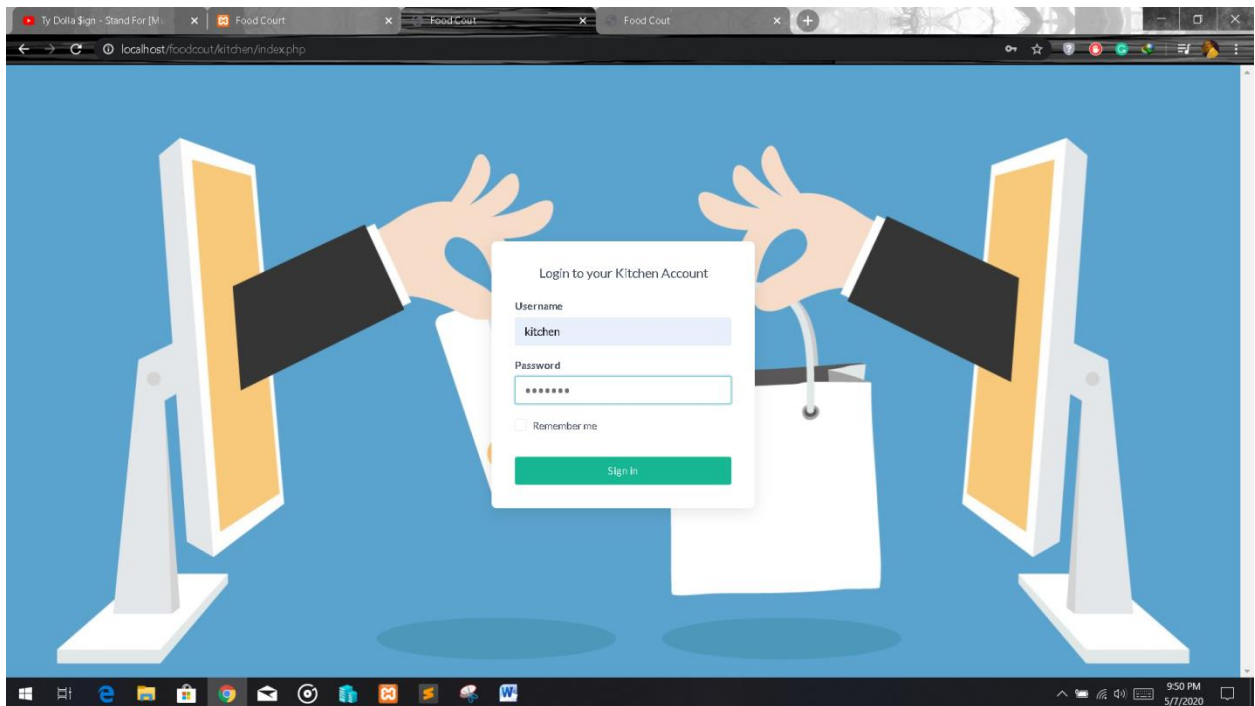 Ty Dolla $ign - Stand For [Mu
Food Court
Food Cout
Food Cout
localhost/foodcout/kitchen/index.php
Login to your Kitchen Account
Username
kitchen
Password
Remember me
Sign in
9:50 PM
5/7/2020